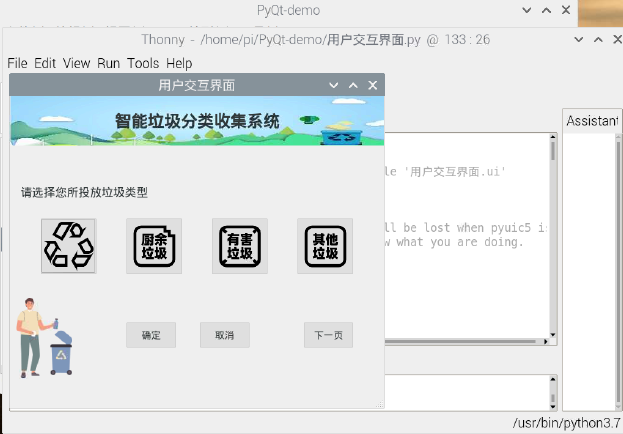 PyQt-demo
Thonny - /home/pi/PyQt-demo/用户交互界面.py @ 133 : 26
File Edit View Run Tools Help
用户交互界面
智能垃圾分类收集系统
Assistant
le '用户交互界面.ui'
请选择您所投放垃圾类型
ll be lost when pyuic5 is
w what you are doing.
厨余
垃圾
有害
垃圾
其他
垃圾
确定
取消
下一页
/usr/bin/python3.7